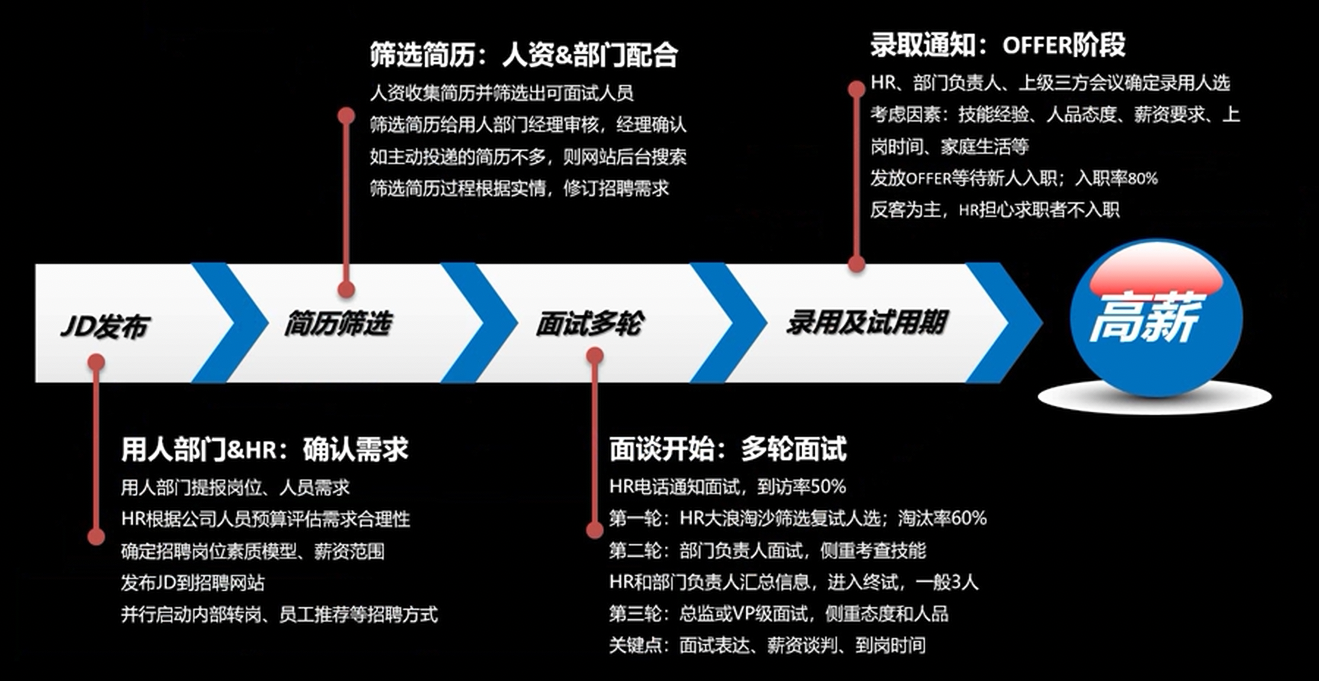 筛选简历：人资&部门配合
人资收集简历并筛选出可面试人员
筛选简历给用人部门经理审核，经理确认
如主动投递的简历不多，则网站后台搜索
筛选简历过程根据实情，修订招聘需求
录取通知：OFFER阶段
HR、部门负责人、上级三方会议确定录用人选
考虑因素：技能经验、人品态度、薪资要求、上
岗时间、家庭生活等
发放OFFER等待新人入职；入职率80%
反客为主，HR担心求职者不入职
JD发布
简历筛选
面试多轮
录用及试用期
高薪
用人部门&HR：确认需求
用人部门提报岗位、人员需求
HR根据公司人员预算评估需求合理性
确定招聘岗位素质模型、薪资范围
发布JD到招聘网站
并行启动内部转岗、员工推荐等招聘方式
面谈开始：多轮面试
HR电话通知面试，到访率50%
第一轮：HR大浪淘沙筛选复试人选；淘汰率60%
第二轮：部门负责人面试，侧重考查技能
HR和部门负责人汇总信息，进入终试，一般3人
第三轮：总监或VP级面试，侧重态度和人品
关键点：面试表达、薪资谈判、到岗时间